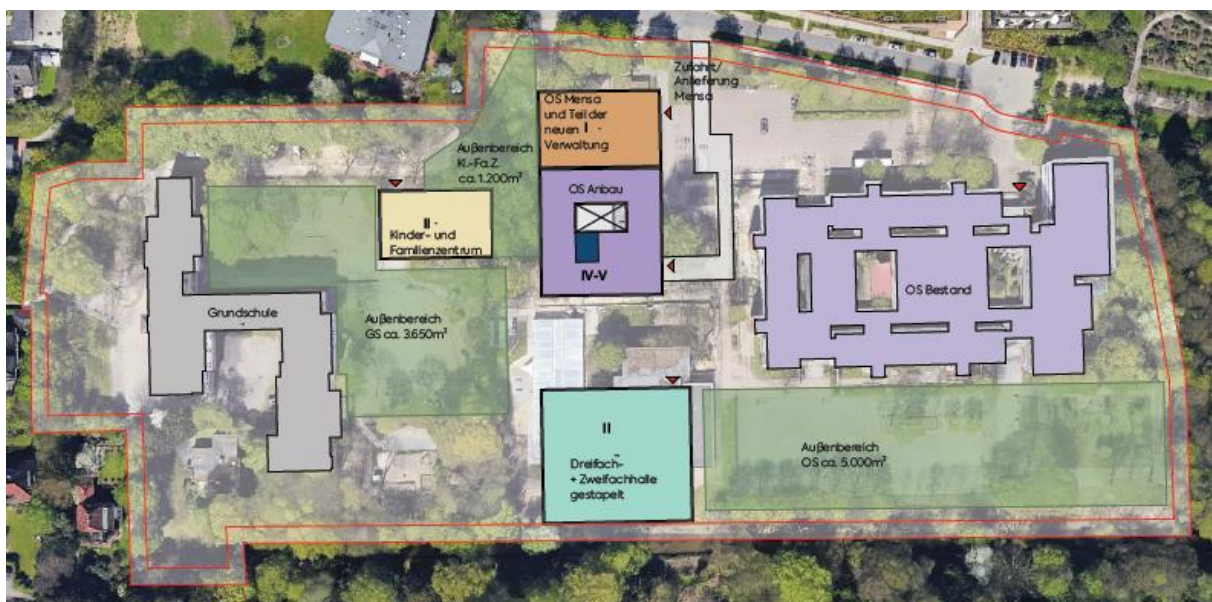 Zufahrt/
Anlieferung
Mensa
OS Mensa
und Teil der
neuen I -
Verwaltung
Außenbereich
Ki.-Fa.Z.
ca. 1.200m²
OS Anbau
IV-V
II -
Kinder- und
Familienzentrum
OS Bestand
Grundschule
Außenbereich
GS ca. 3.650m²
II
Dreifach-
+ Zweifachhalle
gestapelt
Außenbereich
OS ca. 5.000m²